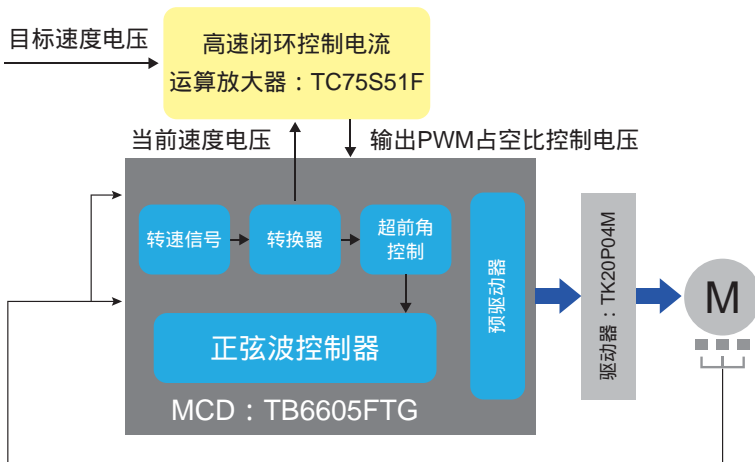 目标速度电压
高速闭环控制电流
运算放大器：TC75S51F
当前速度电压
输出PWM占空比控制电压
转速信号
转换器
超前角
控制
预驱动器
驱动器：TK20P04M
M
正弦波控制器
MCD：TB6605FTG